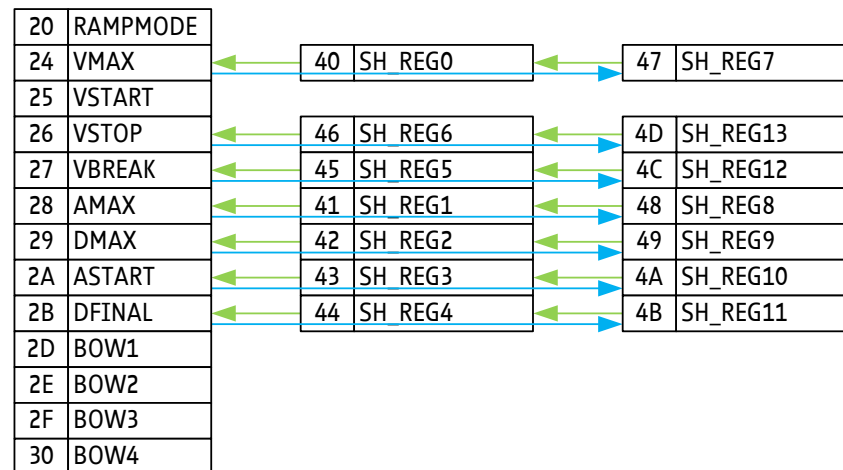 20 RAMPMODE
24 VMAX 40 SH_REG0 47 SH_REG7
25 VSTART
26 VSTOP 46 SH_REG6 4D SH_REG13
27 VBREAK 45 SH_REG5 4C SH_REG12
28 AMAX 41 SH_REG1 48 SH_REG8
29 DMAX 42 SH_REG2 49 SH_REG9
2A ASTART 43 SH_REG3 4A SH_REG10
2B DFINAL 44 SH_REG4 4B SH_REG11
2D BOW1
2E BOW2
2F BOW3
30 BOW4